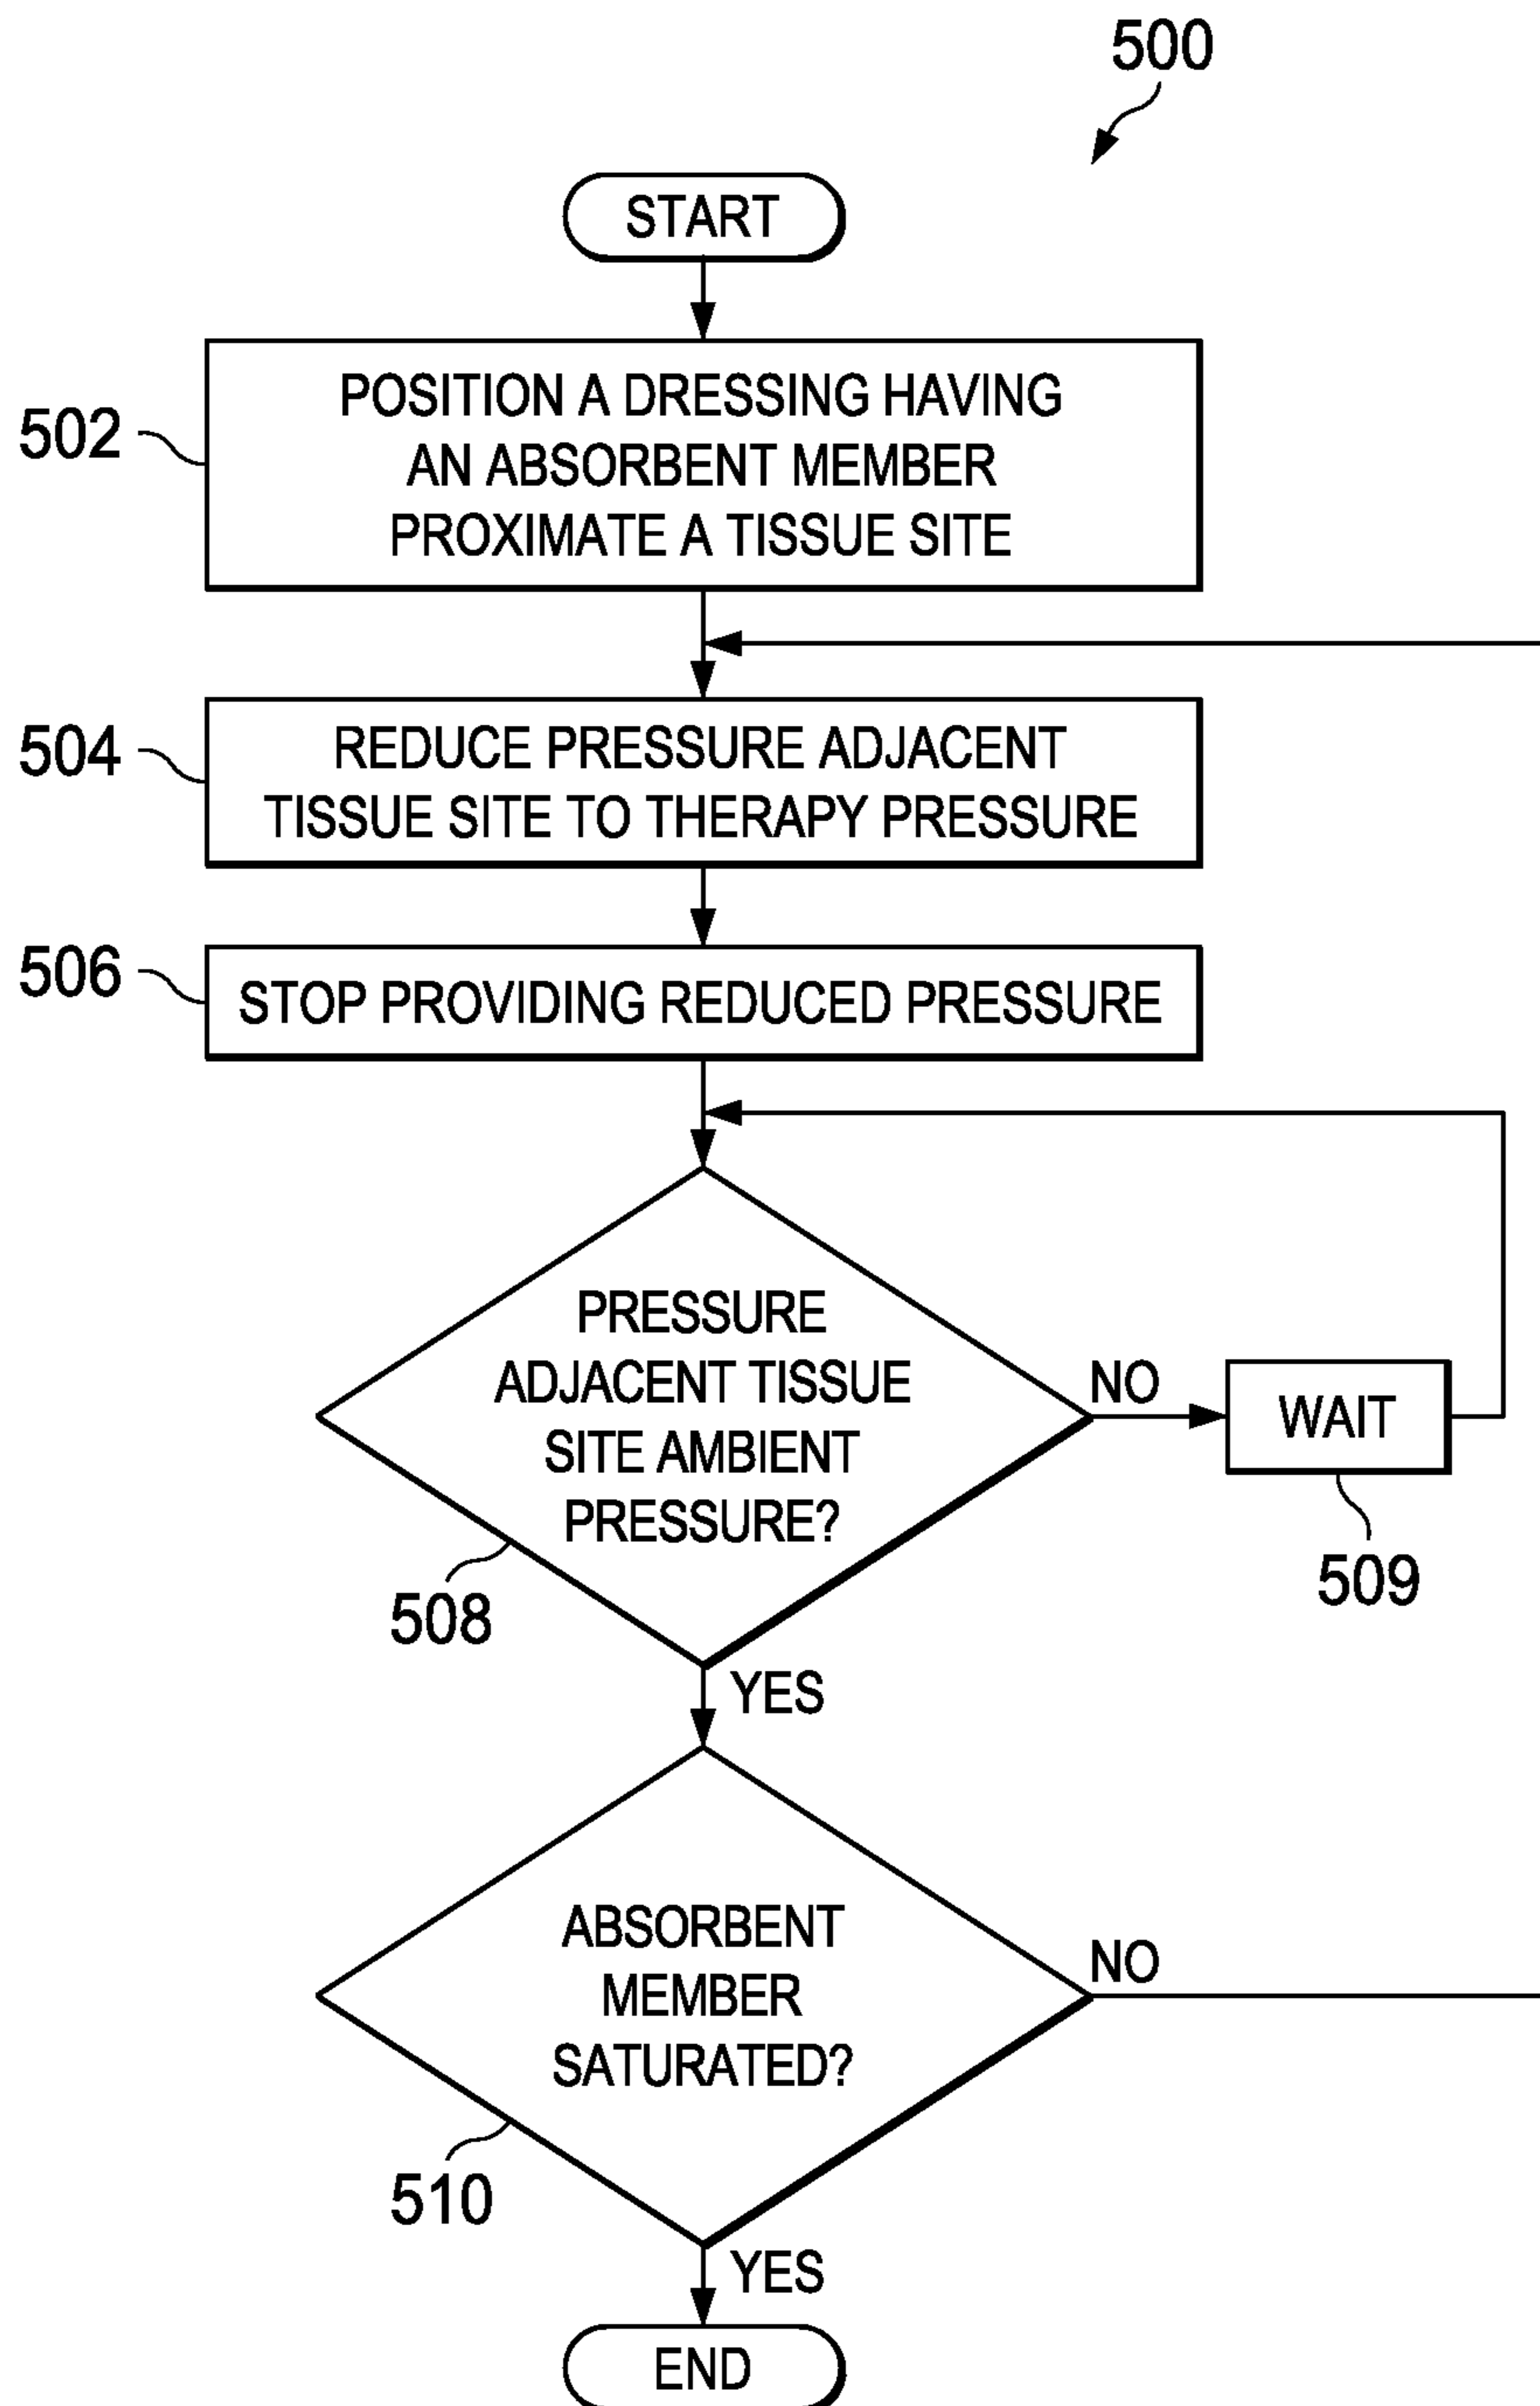 500
START
502
POSITION A DRESSING HAVING
AN ABSORBENT MEMBER
PROXIMATE A TISSUE SITE
504
REDUCE PRESSURE ADJACENT
TISSUE SITE TO THERAPY PRESSURE
506
STOP PROVIDING REDUCED PRESSURE
PRESSURE
ADJACENT TISSUE
SITE AMBIENT
PRESSURE?
NO
WAIT
509
508
YES
ABSORBENT
MEMBER
SATURATED?
NO
510
YES
END